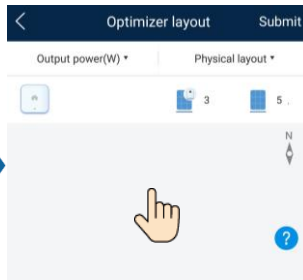 Optimizer layout Submit
Output power(W) Physical layout
3 5 .
N
?